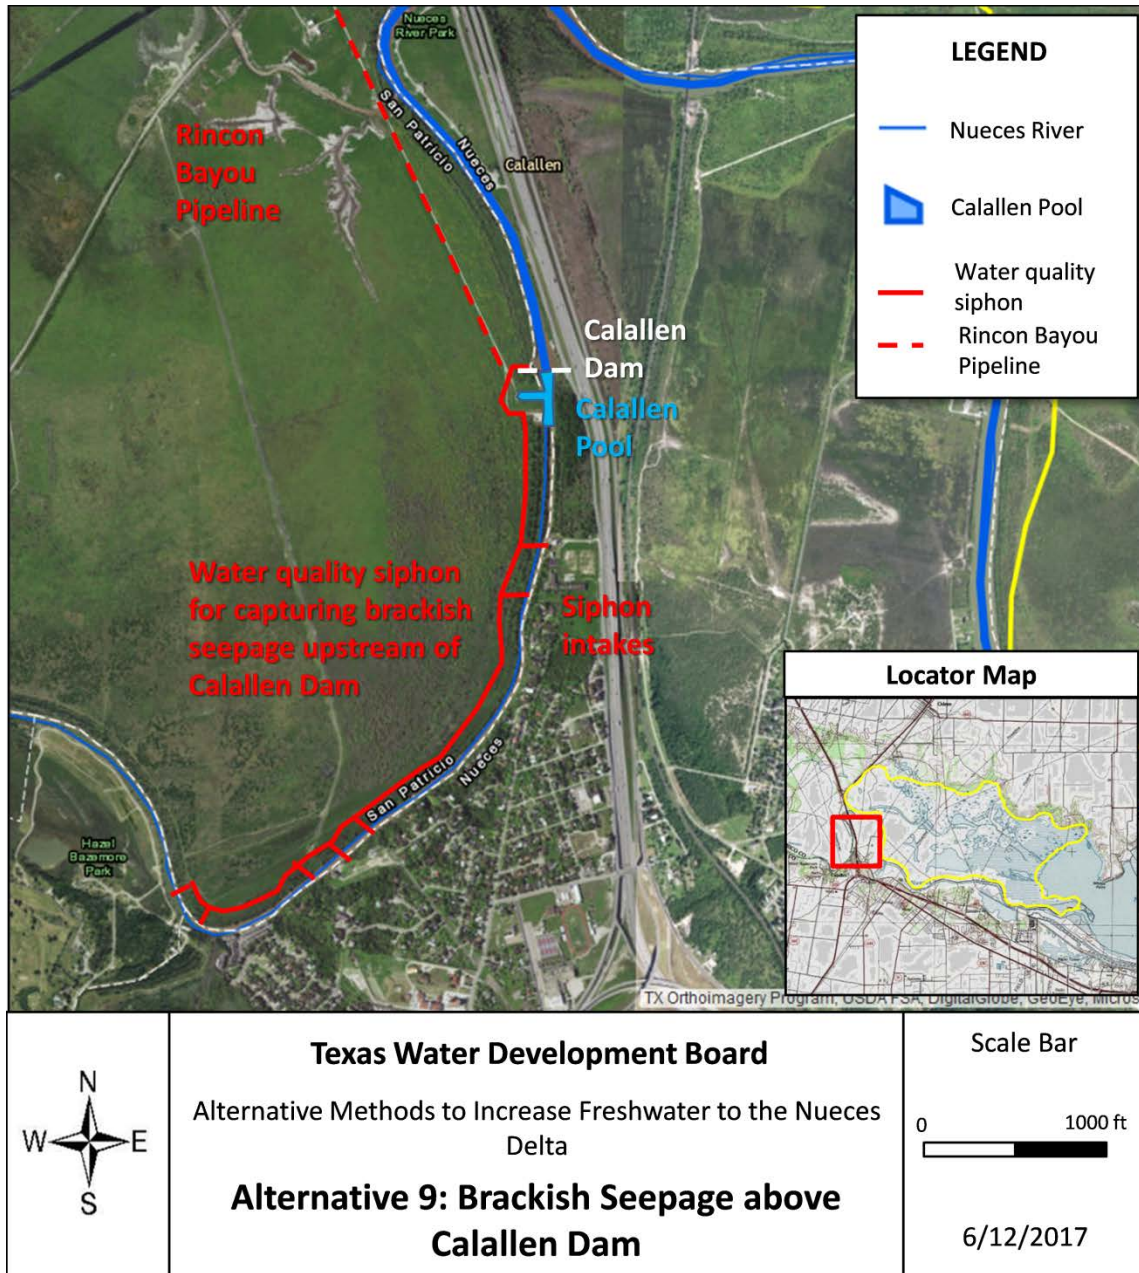 Nueces
River Park
San Patricio
Nueces
Calallen
Rincon
Bayou
Pipeline
Calallen
Dam
Calallen
Pool
Water quality siphon
for capturing brackish
seepage upstream of
Calallen Dam
Siphon
intakes
San Patricio
Nueces
Hazel
Bazemore
Park
LEGEND
Nueces River
Calallen Pool
Water quality
siphon
Rincon Bayou
Pipeline
Locator Map
TX Orthoimagery Program, USDA FSA, DigitalGlobe, GeoEye, Micros
N
W E
S
Texas Water Development Board
Alternative Methods to Increase Freshwater to the Nueces
Delta
Alternative 9: Brackish Seepage above
Calallen Dam
Scale Bar
0 1000 ft
6/12/2017